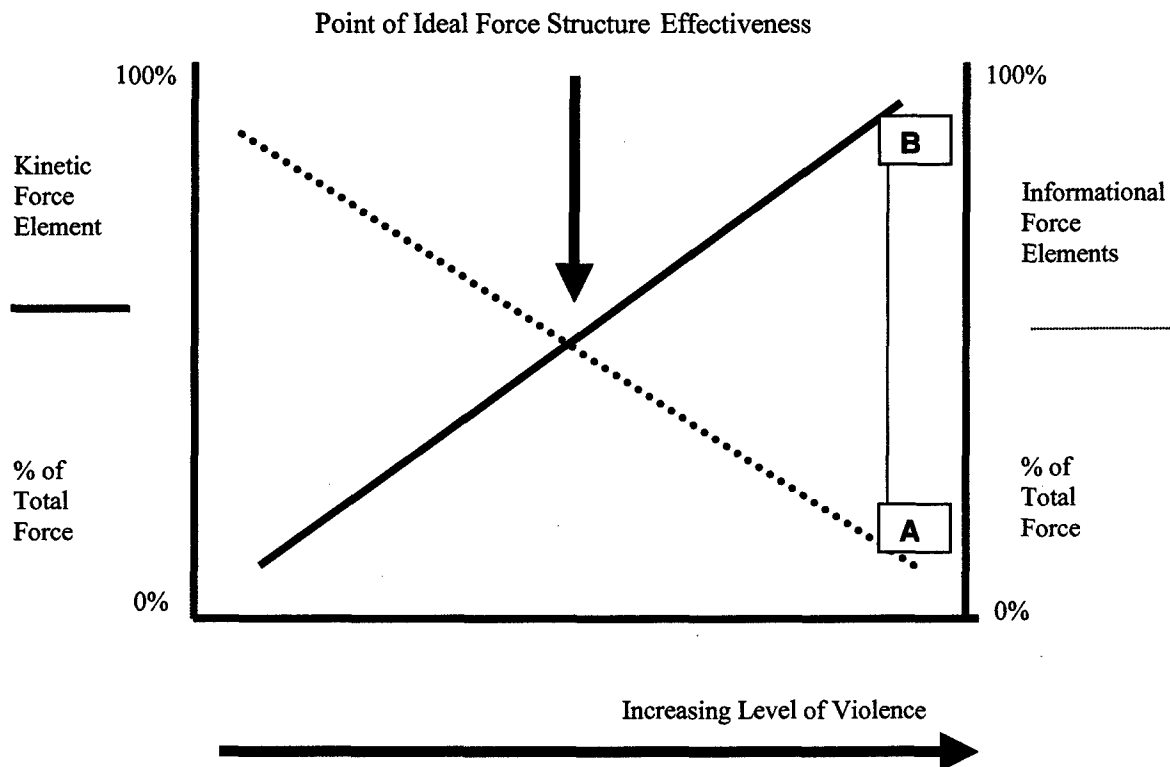 Point of Ideal Force Structure Effectiveness
100%
100%
Kinetic
Force
Element
B
Informational
Force
Elements
% of
Total
Force
A
% of
Total
Force
0%
0%
Increasing Level of Violence